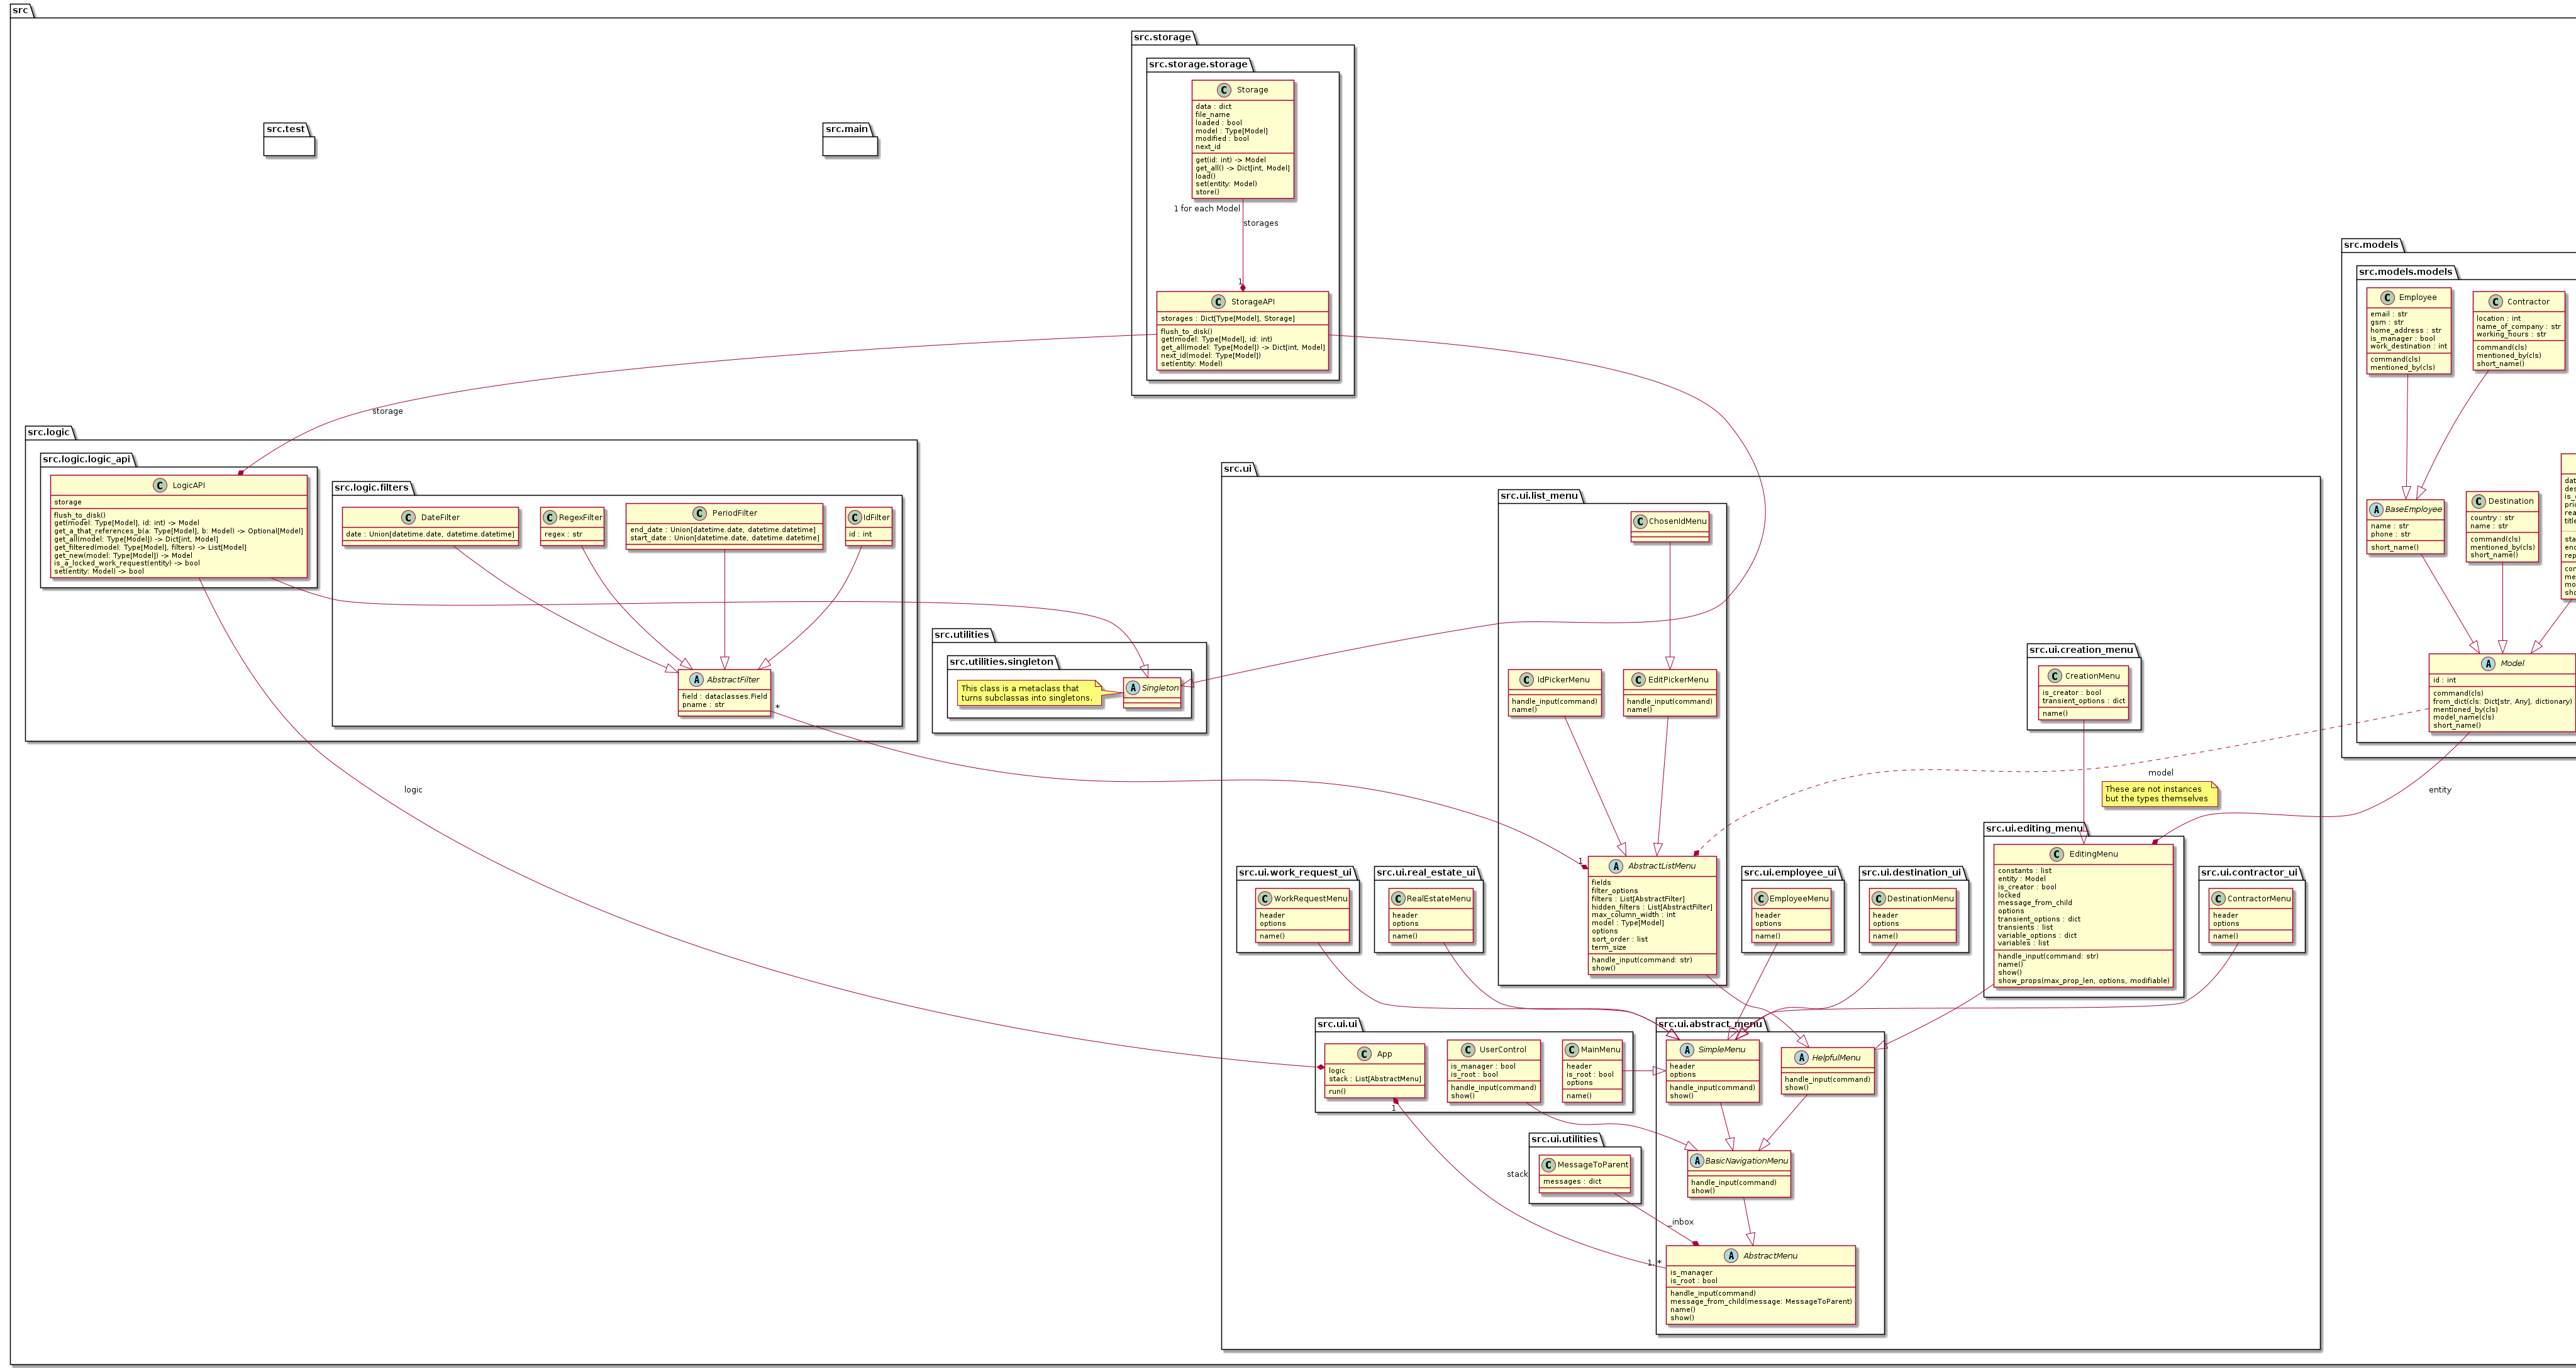 src
src.storage
src.storage.storage
C Storage
data : dict
file_name
loaded : bool
model : Type[Model]
modified : bool
next_id
get(id: int) -> Model
get_all() -> Dict[int, Model]
load()
set(entity: Model)
store()
1 for each Model
storages
1
C StorageAPI
storages : Dict[Type[Model], Storage]
flush_to_disk()
get(model: Type[Model], id: int)
get_all(model: Type[Model]) -> Dict[int, Model]
next_id(model: Type[Model])
set(entity: Model)
src.test
src.main
src.models
src.models.models
C Employee
email : str
gsm : str
home_address : str
is_manager : bool
work_destination : int
command(cls)
mentioned_by(cls)
C Contractor
location : int
name_of_company : str
working_hours : str
command(cls)
mentioned_by(cls)
short_name()
A BaseEmployee
name : str
phone : str
short_name()
C Destination
country : str
name : str
command(cls)
mentioned_by(cls)
short_name()
A Model
id : int
command(cls)
from_dict(cls: Dict[str, Any], dictionary)
mentioned_by(cls)
model_name(cls)
short_name()
storage
src.logic
src.logic.logic_api
C LogicAPI
storage
flush_to_disk()
get(model: Type[Model], id: int) -> Model
get_a_that_references_b(a: Type[Model], b: Model) -> Optional[Model]
get_all(model: Type[Model]) -> Dict[int, Model]
get_filtered(model: Type[Model], filters) -> List[Model]
get_new(model: Type[Model]) -> Model
is_a_locked_work_request(entity) -> bool
set(entity: Model) -> bool
src.logic.filters
C DateFilter
date : Union[datetime.date, datetime.datetime]
C RegexFilter
regex : str
C PeriodFilter
end_date : Union[datetime.date, datetime.datetime]
start_date : Union[datetime.date, datetime.datetime]
C IdFilter
id : int
A AbstractFilter
field : dataclasses.Field
pname : str
*
src.utilities
src.utilities.singleton
This class is a metaclass that
turns subclassas into singletons.
A Singleton
logic
src.ui
src.ui.list_menu
C ChosenIdMenu
C IdPickerMenu
handle_input(command)
name()
C EditPickerMenu
handle_input(command)
name()
1
A AbstractListMenu
fields
filter_options
filters : List[AbstractFilter]
hidden_filters : List[AbstractFilter]
max_column_width : int
model : Type[Model]
options
sort_order : list
term_size
handle_input(command: str)
show()
src.ui.creation_menu
C CreationMenu
is_creator : bool
transient_options : dict
name()
model
These are not instances
but the types themselves
entity
src.ui.editing_menu
C EditingMenu
constants : list
entity : Model
is_creator : bool
locked
message_from_child
options
transient_options : dict
transients : list
variable_options : dict
variables : list
handle_input(command: str)
name()
show()
show_props(max_prop_len, options, modifiable)
src.ui.work_request_ui
C WorkRequestMenu
header
options
name()
src.ui.real_estate_ui
C RealEstateMenu
header
options
name()
src.ui.employee_ui
C EmployeeMenu
header
options
name()
src.ui.destination_ui
C DestinationMenu
header
options
name()
src.ui.contractor_ui
C ContractorMenu
header
options
name()
src.ui.ui
C App
logic
stack : List[AbstractMenu]
run()
1
C UserControl
is_manager : bool
is_root : bool
handle_input(command)
show()
C MainMenu
header
is_root : bool
options
name()
src.ui.abstract_menu
A SimpleMenu
header
options
handle_input(command)
show()
A HelpfulMenu
handle_input(command)
show()
src.ui.utilities
C MessageToParent
messages : dict
A BasicNavigationMenu
handle_input(command)
show()
stack
_inbox
1..*
A AbstractMenu
is_manager
is_root : bool
handle_input(command)
message_from_child(message: MessageToParent)
name()
show()